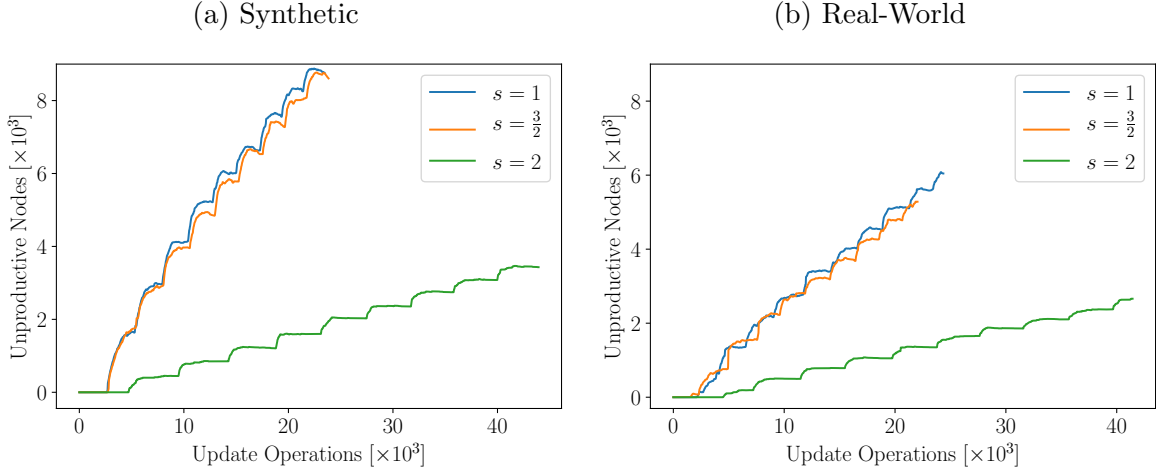 (a) Synthetic
Unproductive Nodes [×10³]
8
6
4
2
0
s = 1
s = 3/2
s = 2
0 10 20 30 40
Update Operations [×10³]
(b) Real-World
Unproductive Nodes [×10³]
8
6
4
2
0
s = 1
s = 3/2
s = 2
0 10 20 30 40
Update Operations [×10³]